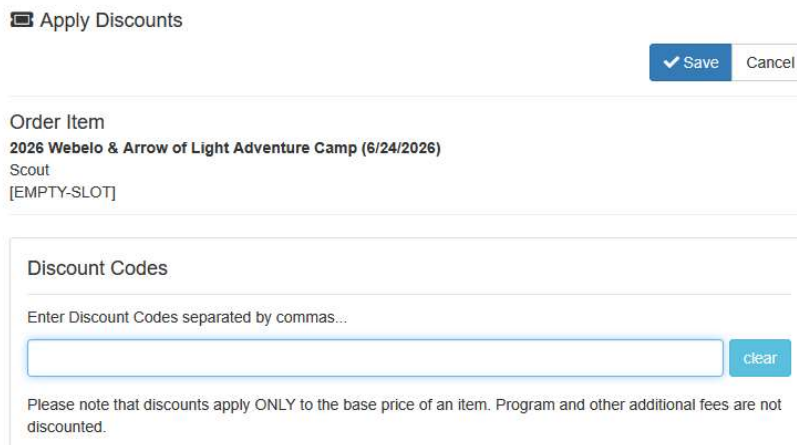 Apply Discounts
Save
Cancel
Order Item
2026 Webelo & Arrow of Light Adventure Camp (6/24/2026)
Scout
[EMPTY-SLOT]
Discount Codes
Enter Discount Codes separated by commas...
clear
Please note that discounts apply ONLY to the base price of an item. Program and other additional fees are not
discounted.